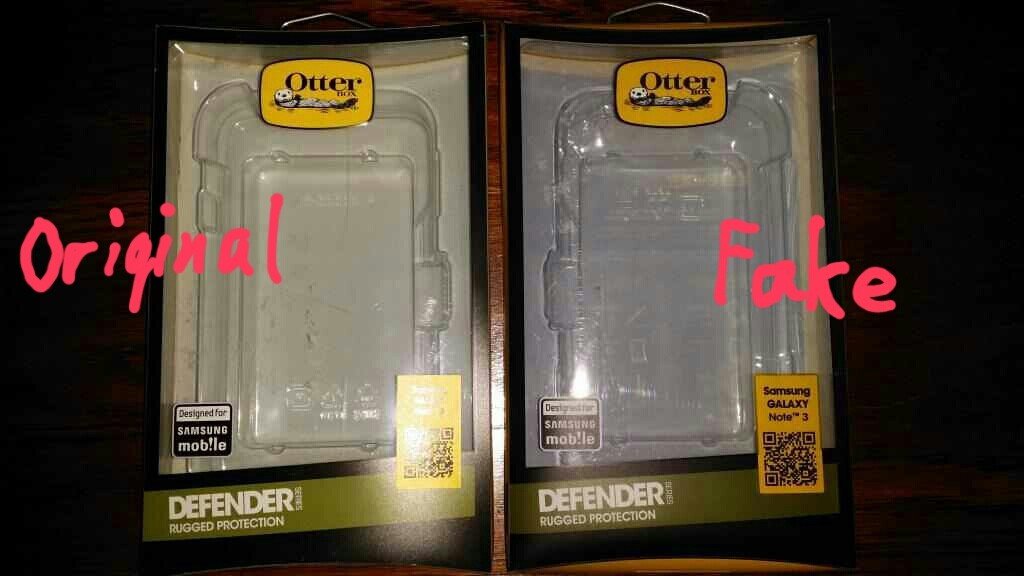 Otter
BOX
Otter
BOX
Original
Fake
Designed for
SAMSUNG
mob!le
Designed for
SAMSUNG
mob!le
Samsung
GALAXY
Note™ 3
DEFENDER SERIES
RUGGED PROTECTION
DEFENDER SERIES
RUGGED PROTECTION